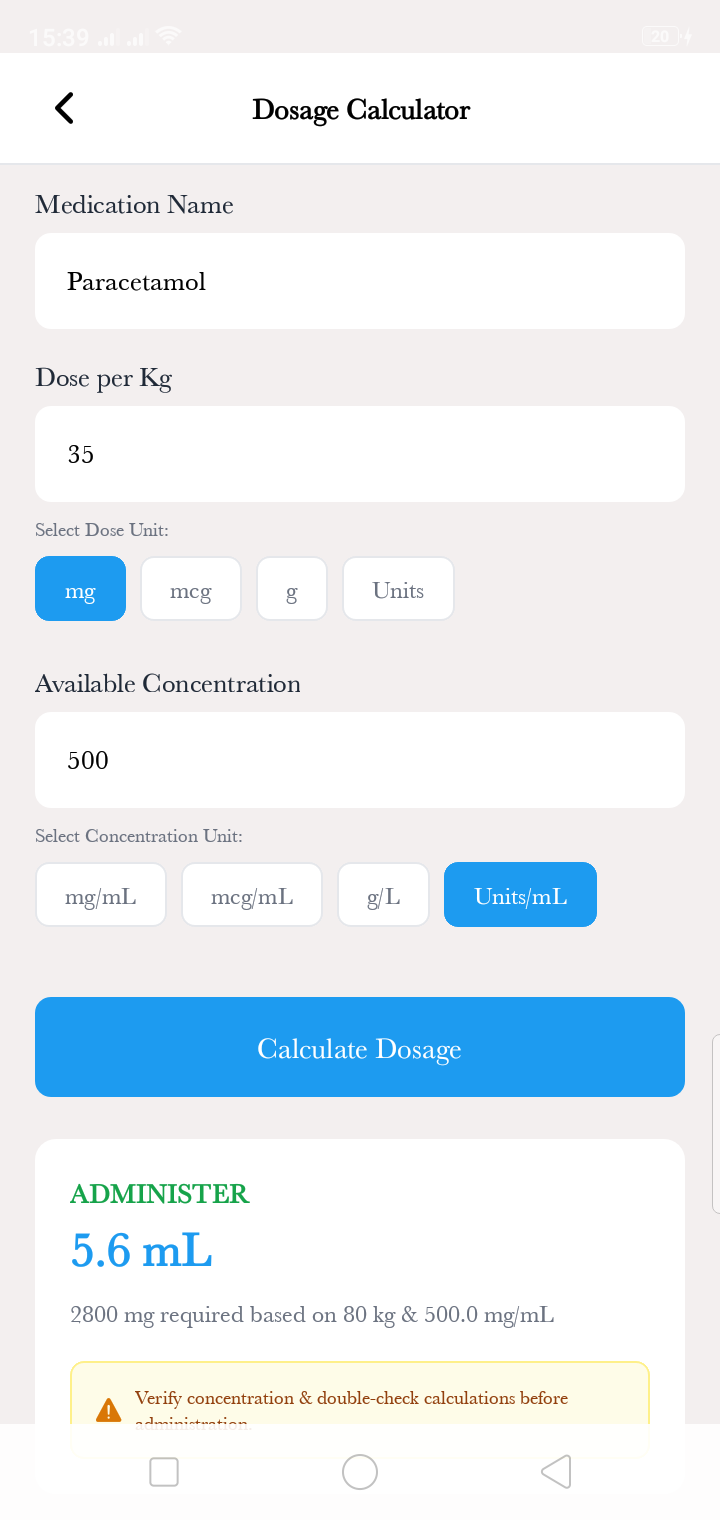 15:39
20
Dosage Calculator
Medication Name
Paracetamol
Dose per Kg
35
Select Dose Unit:
mg mcg g Units
Available Concentration
500
Select Concentration Unit:
mg/mL mcg/mL g/L Units/mL
Calculate Dosage
ADMINISTER
5.6 mL
2800 mg required based on 80 kg & 500.0 mg/mL
Verify concentration & double-check calculations before
administration.